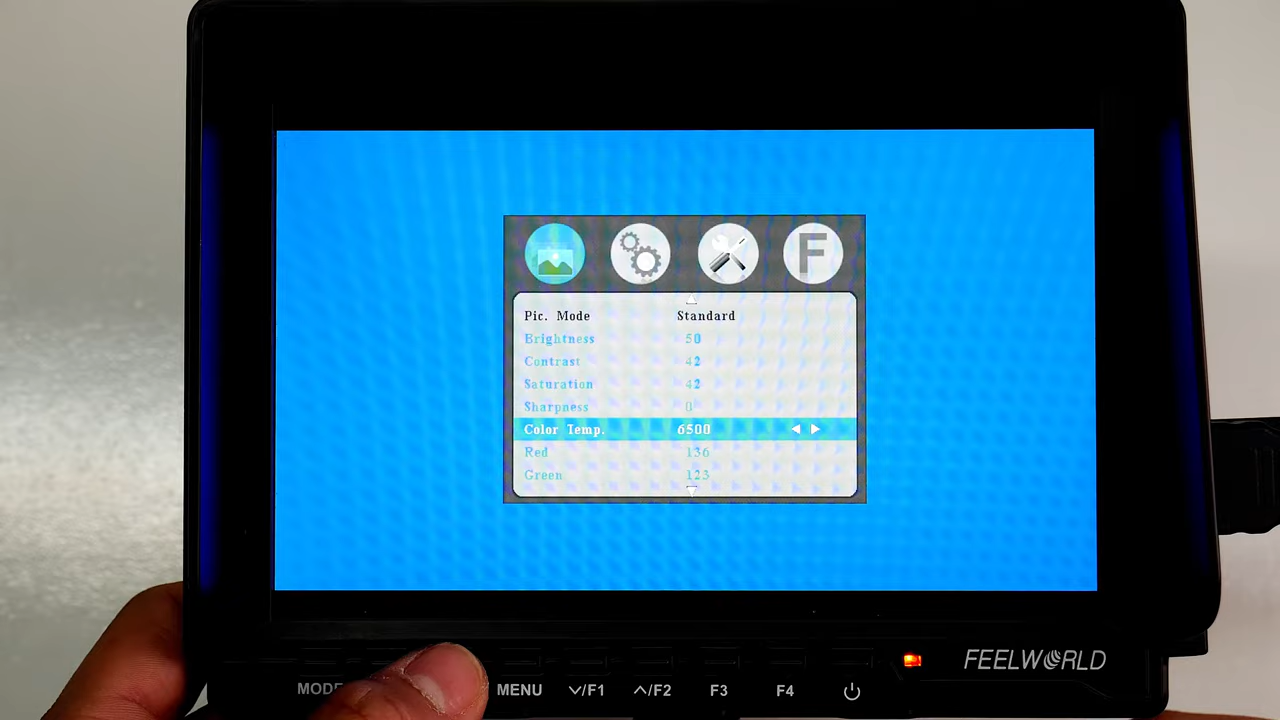 F
Pic. Mode Standard
Brightness 50
Contrast 42
Saturation 42
Sharpness 0
Color Temp. 6500
Red 136
Green 123
FEELWORLD
MODE MENU ∨/F1 ∧/F2 F3 F4